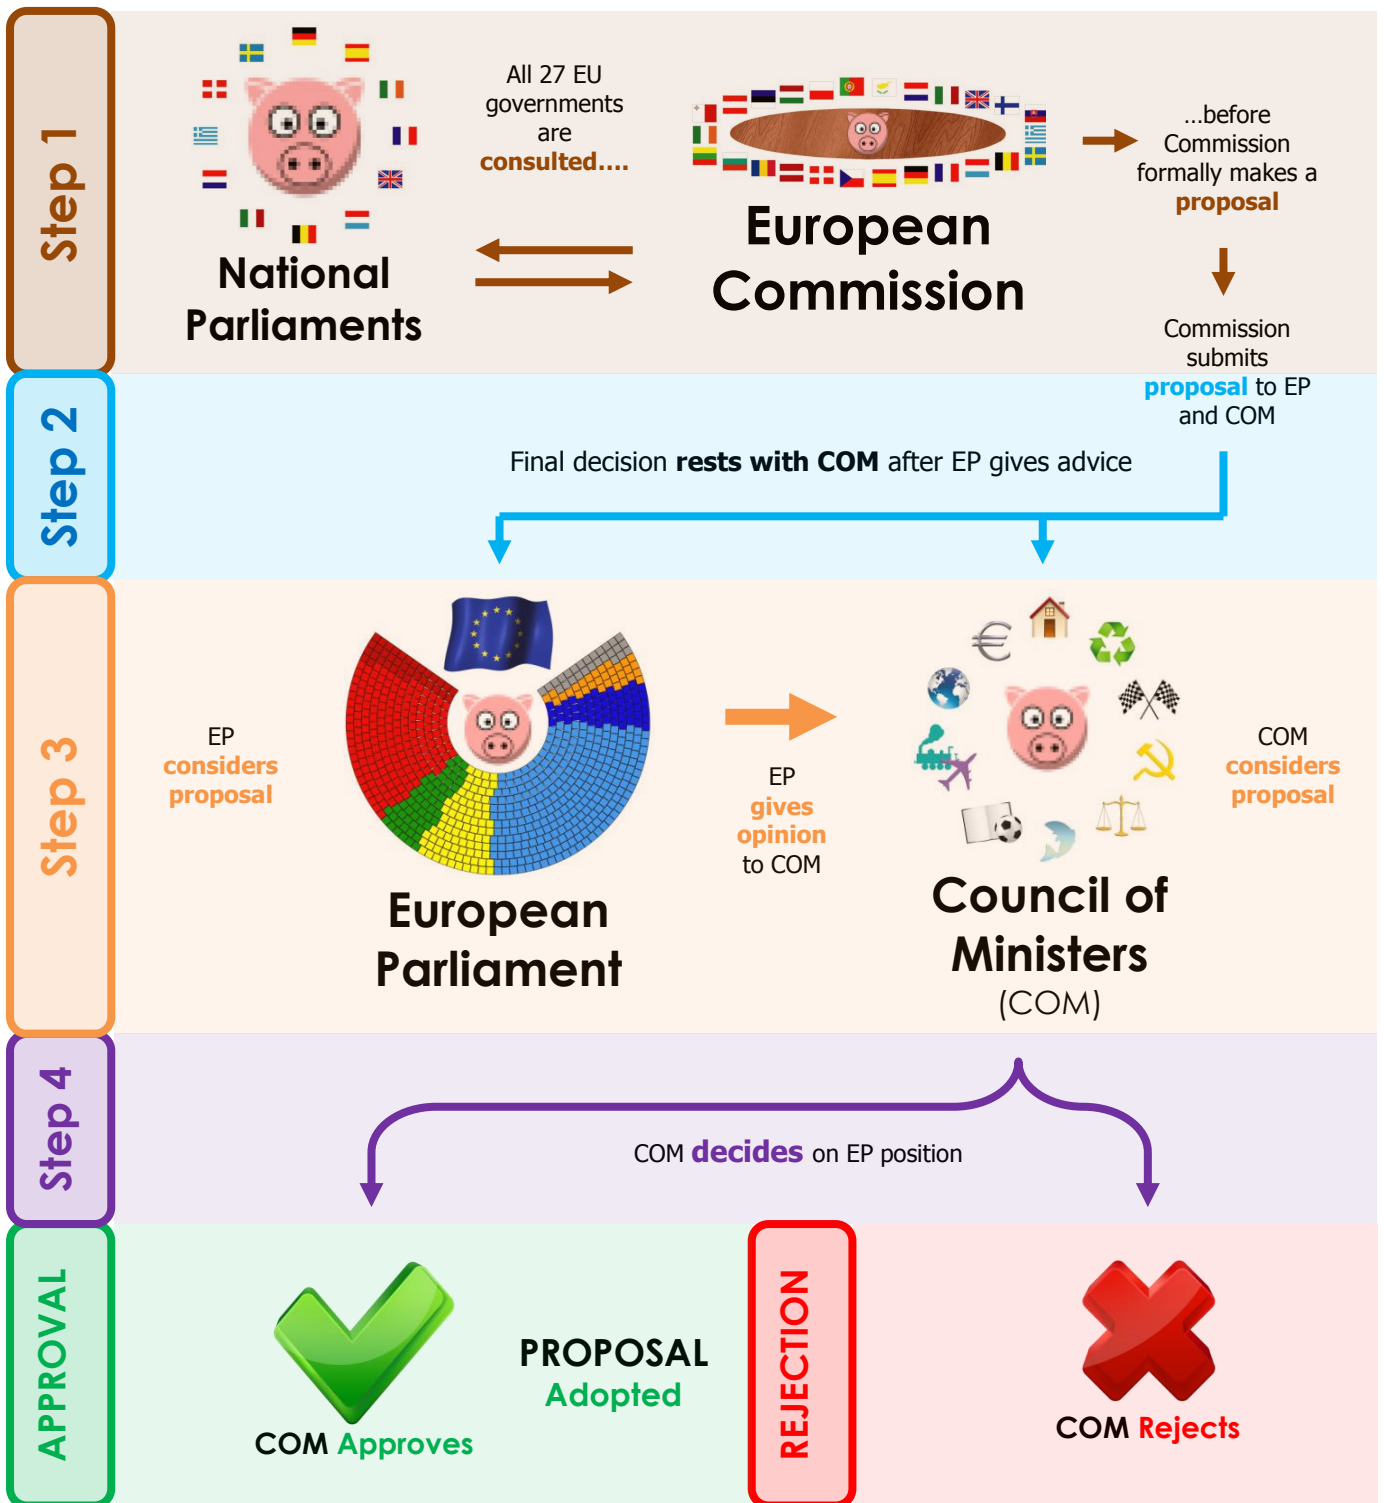 Step 1
All 27 EU
governments
are
consulted....
National
Parliaments
European
Commission
...before
Commission
formally makes a
proposal
Commission
submits
proposal to EP
and COM
Step 2
Final decision rests with COM after EP gives advice
Step 3
EP
considers
proposal
European
Parliament
EP
gives
opinion
to COM
Council of
Ministers
(COM)
COM
considers
proposal
Step 4
COM decides on EP position
APPROVAL
COM Approves
PROPOSAL
Adopted
REJECTION
COM Rejects